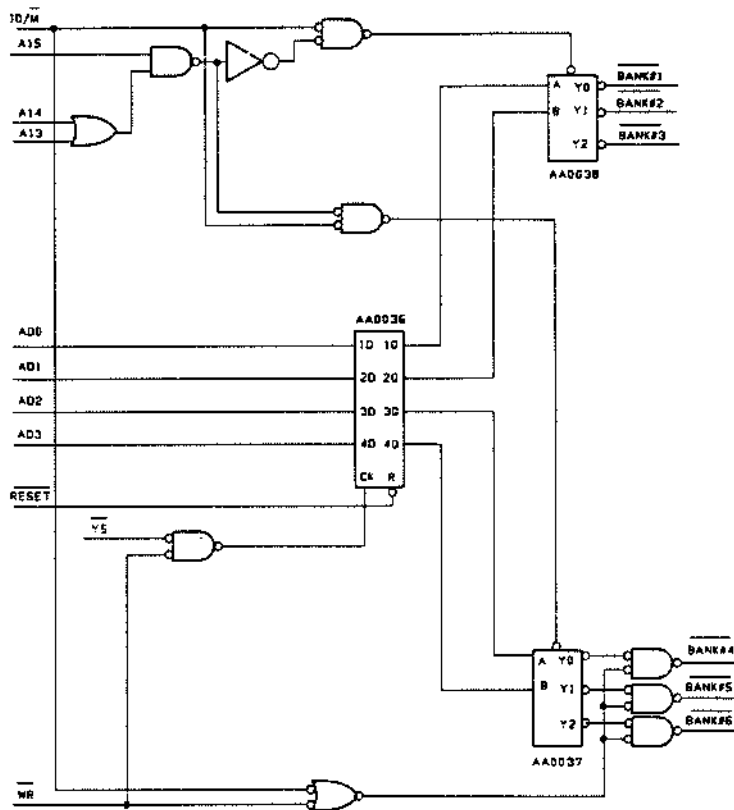 IO/M
A15
A14
A13
A Y0
B Y1
Y2
BANK#1
BANK#2
BANK#3
AA0038
AA0036
AD0
AD1
AD2
AD3
1D 1Q
2D 2Q
3D 3Q
4D 4Q
CK R
RESET
Y5
A Y0
B Y1
Y2
BANK#4
BANK#5
BANK#6
AA0037
WR